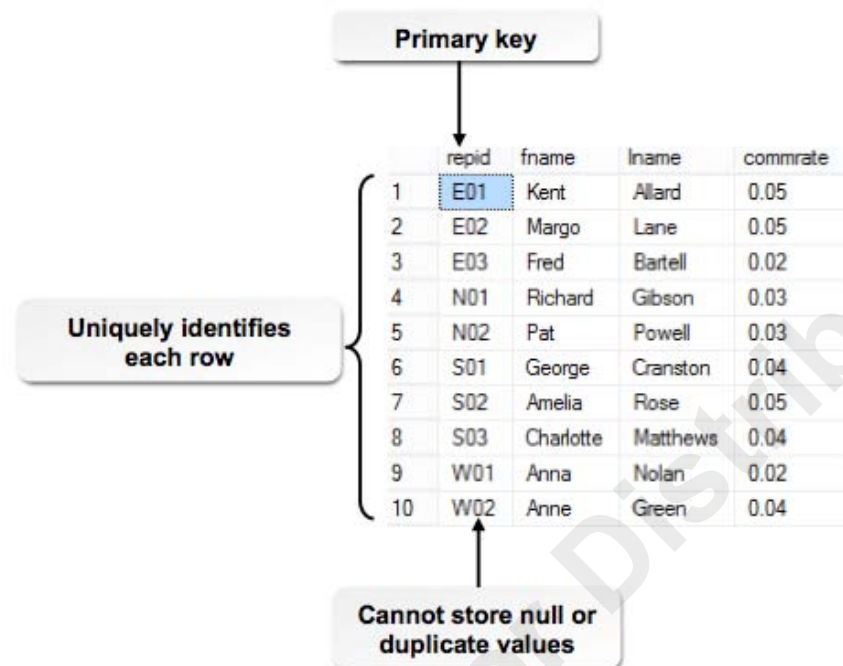 Primary key
repid fname lname commrate
1 E01 Kent Allard 0.05
2 E02 Margo Lane 0.05
3 E03 Fred Bartell 0.02
4 N01 Richard Gibson 0.03
5 N02 Pat Powell 0.03
6 S01 George Cranston 0.04
7 S02 Amelia Rose 0.05
8 S03 Charlotte Matthews 0.04
9 W01 Anna Nolan 0.02
10 W02 Anne Green 0.04
Uniquely identifies
each row
Cannot store null or
duplicate values